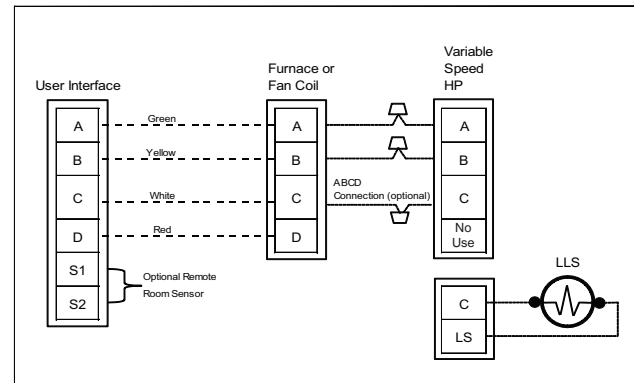 User Interface
A
B
C
D
S1
S2
Green
Yellow
White
Red
Optional Remote
Room Sensor
Furnace or
Fan Coil
A
B
C
D
ABCD
Connection (optional)
Variable
Speed
HP
A
B
C
No
Use
LLS
C
LS